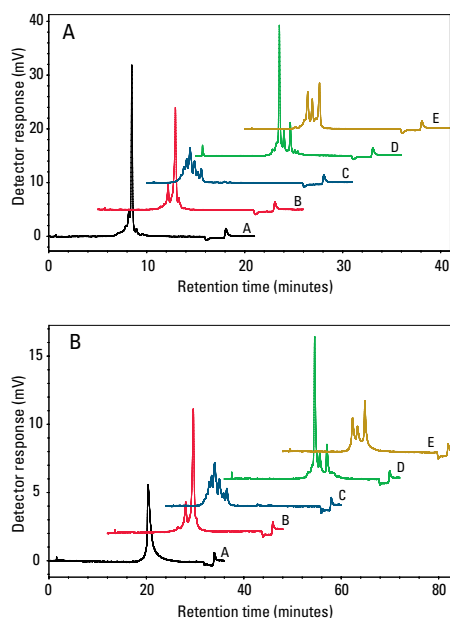 A
Detector response (mV)
40
30
20
10
0
E
D
C
B
A
0
10
20
30
40
Retention time (minutes)
B
Detector response (mV)
15
10
5
0
E
D
C
B
A
0
20
40
60
80
Retention time (minutes)